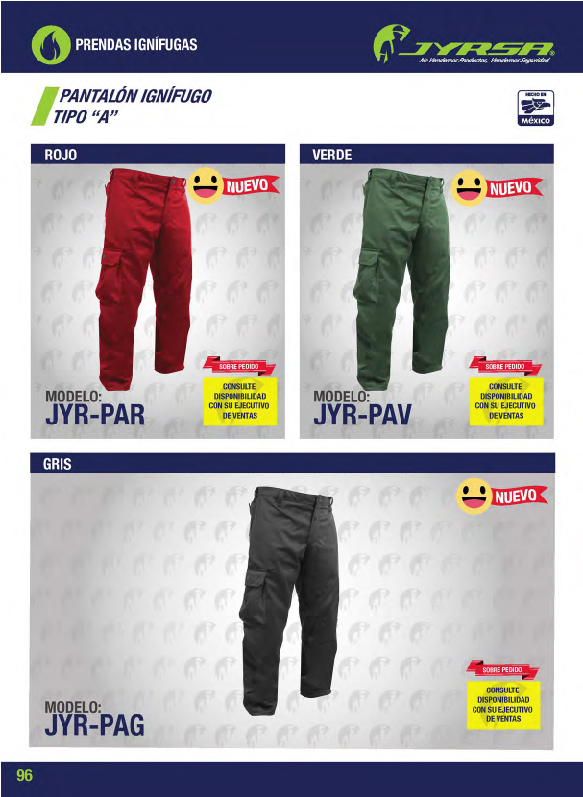 PRENDAS IGNÍFUGAS
JYRSA®
No Vendemos Productos, Vendemos Seguridad
PANTALÓN IGNÍFUGO
TIPO “A”
HECHO EN
MÉXICO
ROJO
NUEVO
SOBRE PEDIDO
CONSULTE
DISPONIBILIDAD
CON SU EJECUTIVO
DE VENTAS
MODELO:
JYR-PAR
VERDE
NUEVO
SOBRE PEDIDO
CONSULTE
DISPONIBILIDAD
CON SU EJECUTIVO
DE VENTAS
MODELO:
JYR-PAV
GRIS
NUEVO
SOBRE PEDIDO
CONSULTE
DISPONIBILIDAD
CON SU EJECUTIVO
DE VENTAS
MODELO:
JYR-PAG
96